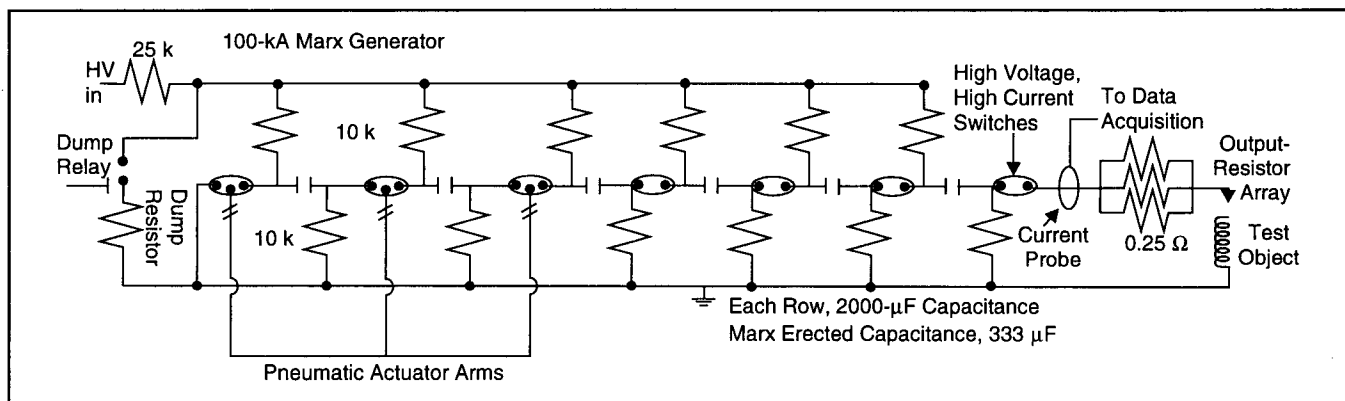 100-kA Marx Generator
25 k
HV
in
High Voltage,
High Current
Switches
To Data
Acquisition
Dump
Relay
10 k
Output-
Resistor
Array
Dump
Resistor
10 k
Current
Probe
0.25 Ω
Test
Object
Each Row, 2000-μF Capacitance
Marx Erected Capacitance, 333 μF
Pneumatic Actuator Arms